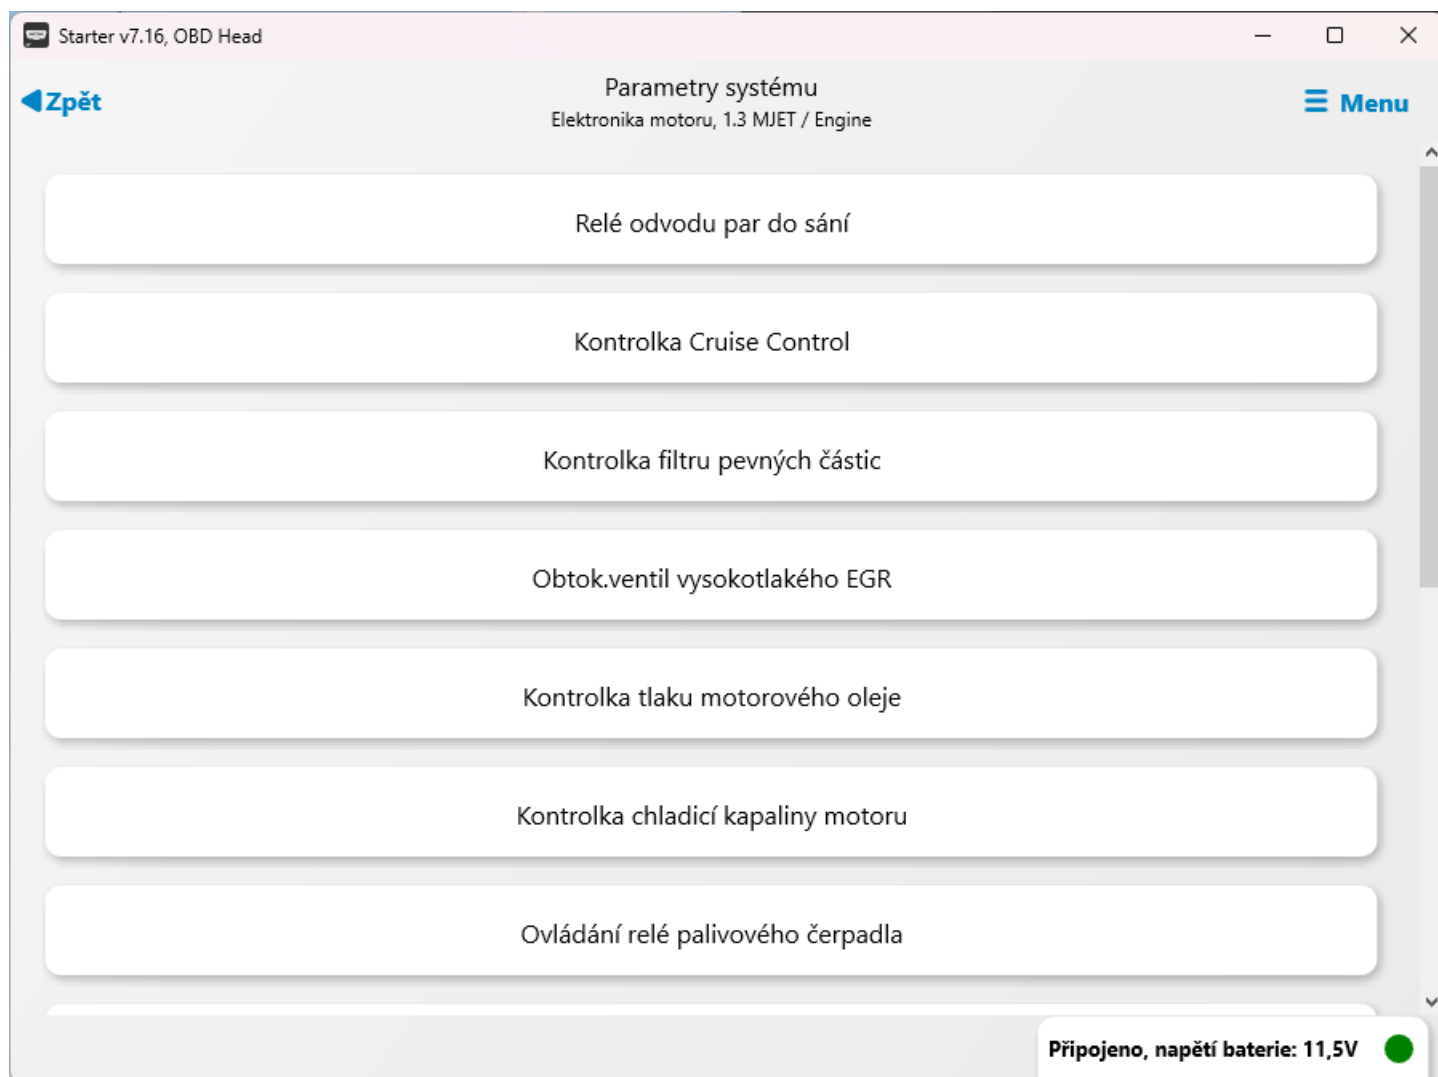 Starter v7.16, OBD Head
Zpět
Parametry systému
Menu
Elektronika motoru, 1.3 MJET / Engine
Relé odvodu par do sání
Kontrolka Cruise Control
Kontrolka filtru pevných částic
Obtok.ventil vysokotlakého EGR
Kontrolka tlaku motorového oleje
Kontrolka chladicí kapaliny motoru
Ovládání relé palivového čerpadla
Připojeno, napětí baterie: 11,5V